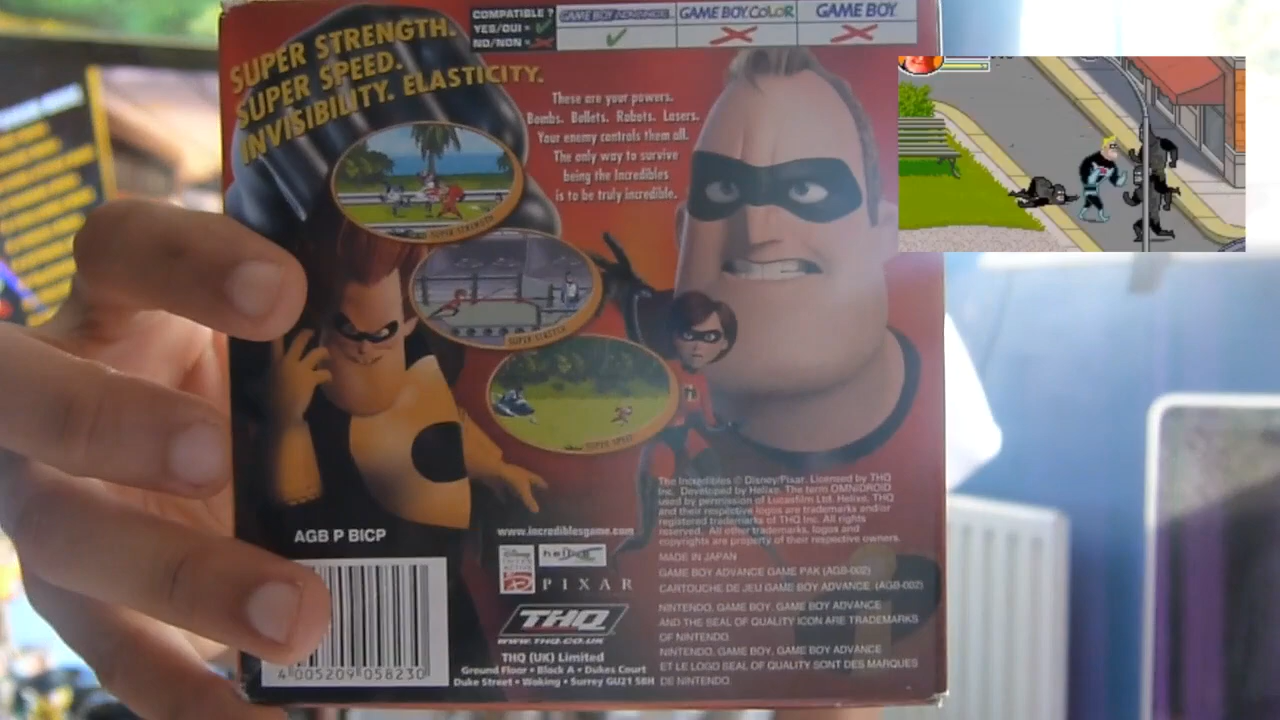 COMPATIBLE ?
YES/OUI =
NO/NON =
GAME BOY ADVANCE
GAME BOY COLOR
GAME BOY
SUPER STRENGTH.
SUPER SPEED.
INVISIBILITY. ELASTICITY.
These are your powers.
Bombs. Bullets. Robots. Lasers.
Your enemy controls them all.
The only way to survive
being the Incredibles
is to be truly incredible.
SUPER STRENGTH
SUPER STRETCH
SUPER SPEED
The Incredibles © Disney/Pixar. Licensed by THQ
Inc. Developed by Helixe. The term OMNIDROID
used by permission of Lucasfilm Ltd. Helixe, THQ
and their respective logos are trademarks and/or
registered trademarks of THQ Inc. All rights
reserved. All other trademarks, logos and
copyrights are property of their respective owners.
MADE IN JAPAN
GAME BOY ADVANCE GAME PAK (AGB-002)
CARTOUCHE DE JEU GAME BOY ADVANCE (AGB-002)
NINTENDO, GAME BOY, GAME BOY ADVANCE
AND THE SEAL OF QUALITY ICON ARE TRADEMARKS
OF NINTENDO.
NINTENDO, GAME BOY, GAME BOY ADVANCE
ET LE LOGO SEAL OF QUALITY SONT DES MARQUES
DE NINTENDO.
AGB P BICP
www.incrediblesgame.com
helixe
PIXAR
THQ
WWW.THQ.CO.UK
THQ (UK) Limited
Ground Floor • Block A • Dukes Court
Duke Street • Woking • Surrey GU21 5BH
4 005209 058230